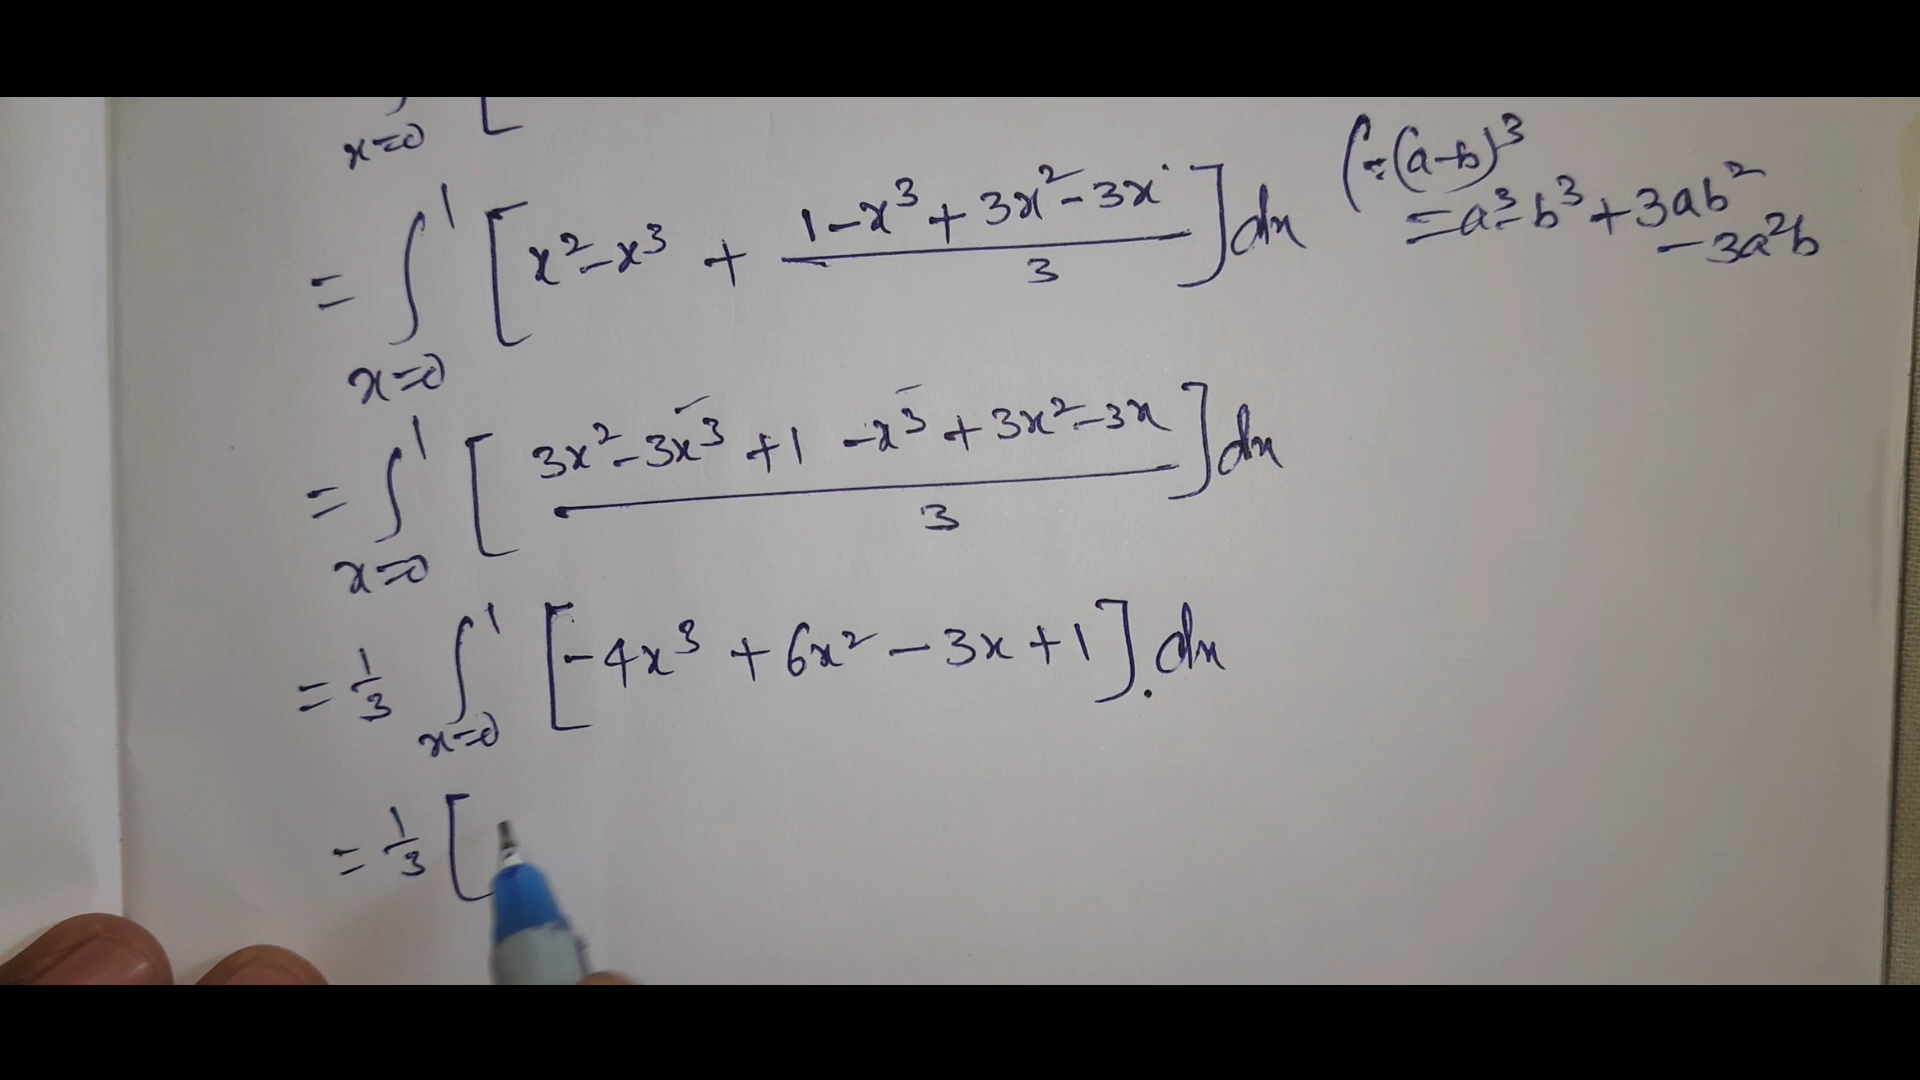 x=0 [
= ∫ 1 x=0 [ x² - x³ + (1 - x³ + 3x² - 3x) / 3 ] dx
(∵ (a-b)³
= a³ - b³ + 3ab²
- 3a²b
= ∫ 1 x=0 [ (3x² - 3x³ + 1 - x³ + 3x² - 3x) / 3 ] dx
= 1/3 ∫ 1 x=0 [ -4x³ + 6x² - 3x + 1 ] . dx
= 1/3 [